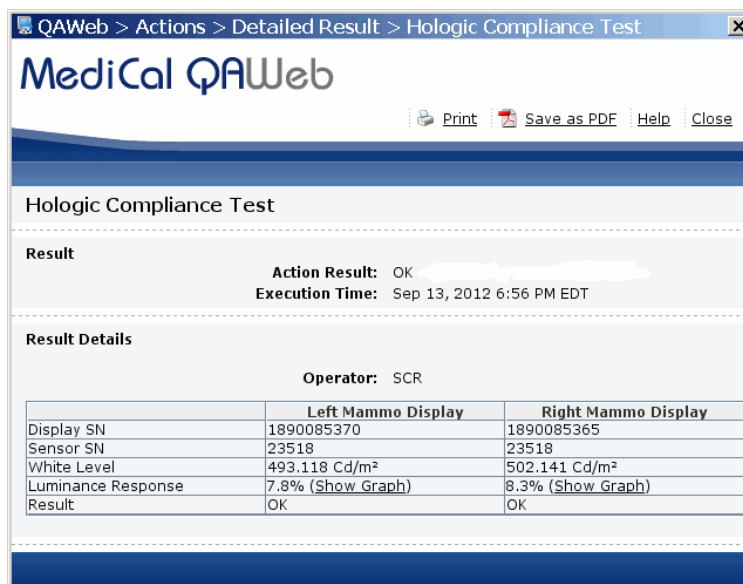 QAWeb > Actions > Detailed Result > Hologic Compliance Test
MediCal QAWeb
Print Save as PDF Help Close
Hologic Compliance Test
Result
Action Result: OK
Execution Time: Sep 13, 2012 6:56 PM EDT
Result Details
Operator: SCR
Left Mammo Display Right Mammo Display
Display SN 1890085370 1890085365
Sensor SN 23518 23518
White Level 493.118 Cd/m² 502.141 Cd/m²
Luminance Response 7.8% (Show Graph) 8.3% (Show Graph)
Result OK OK